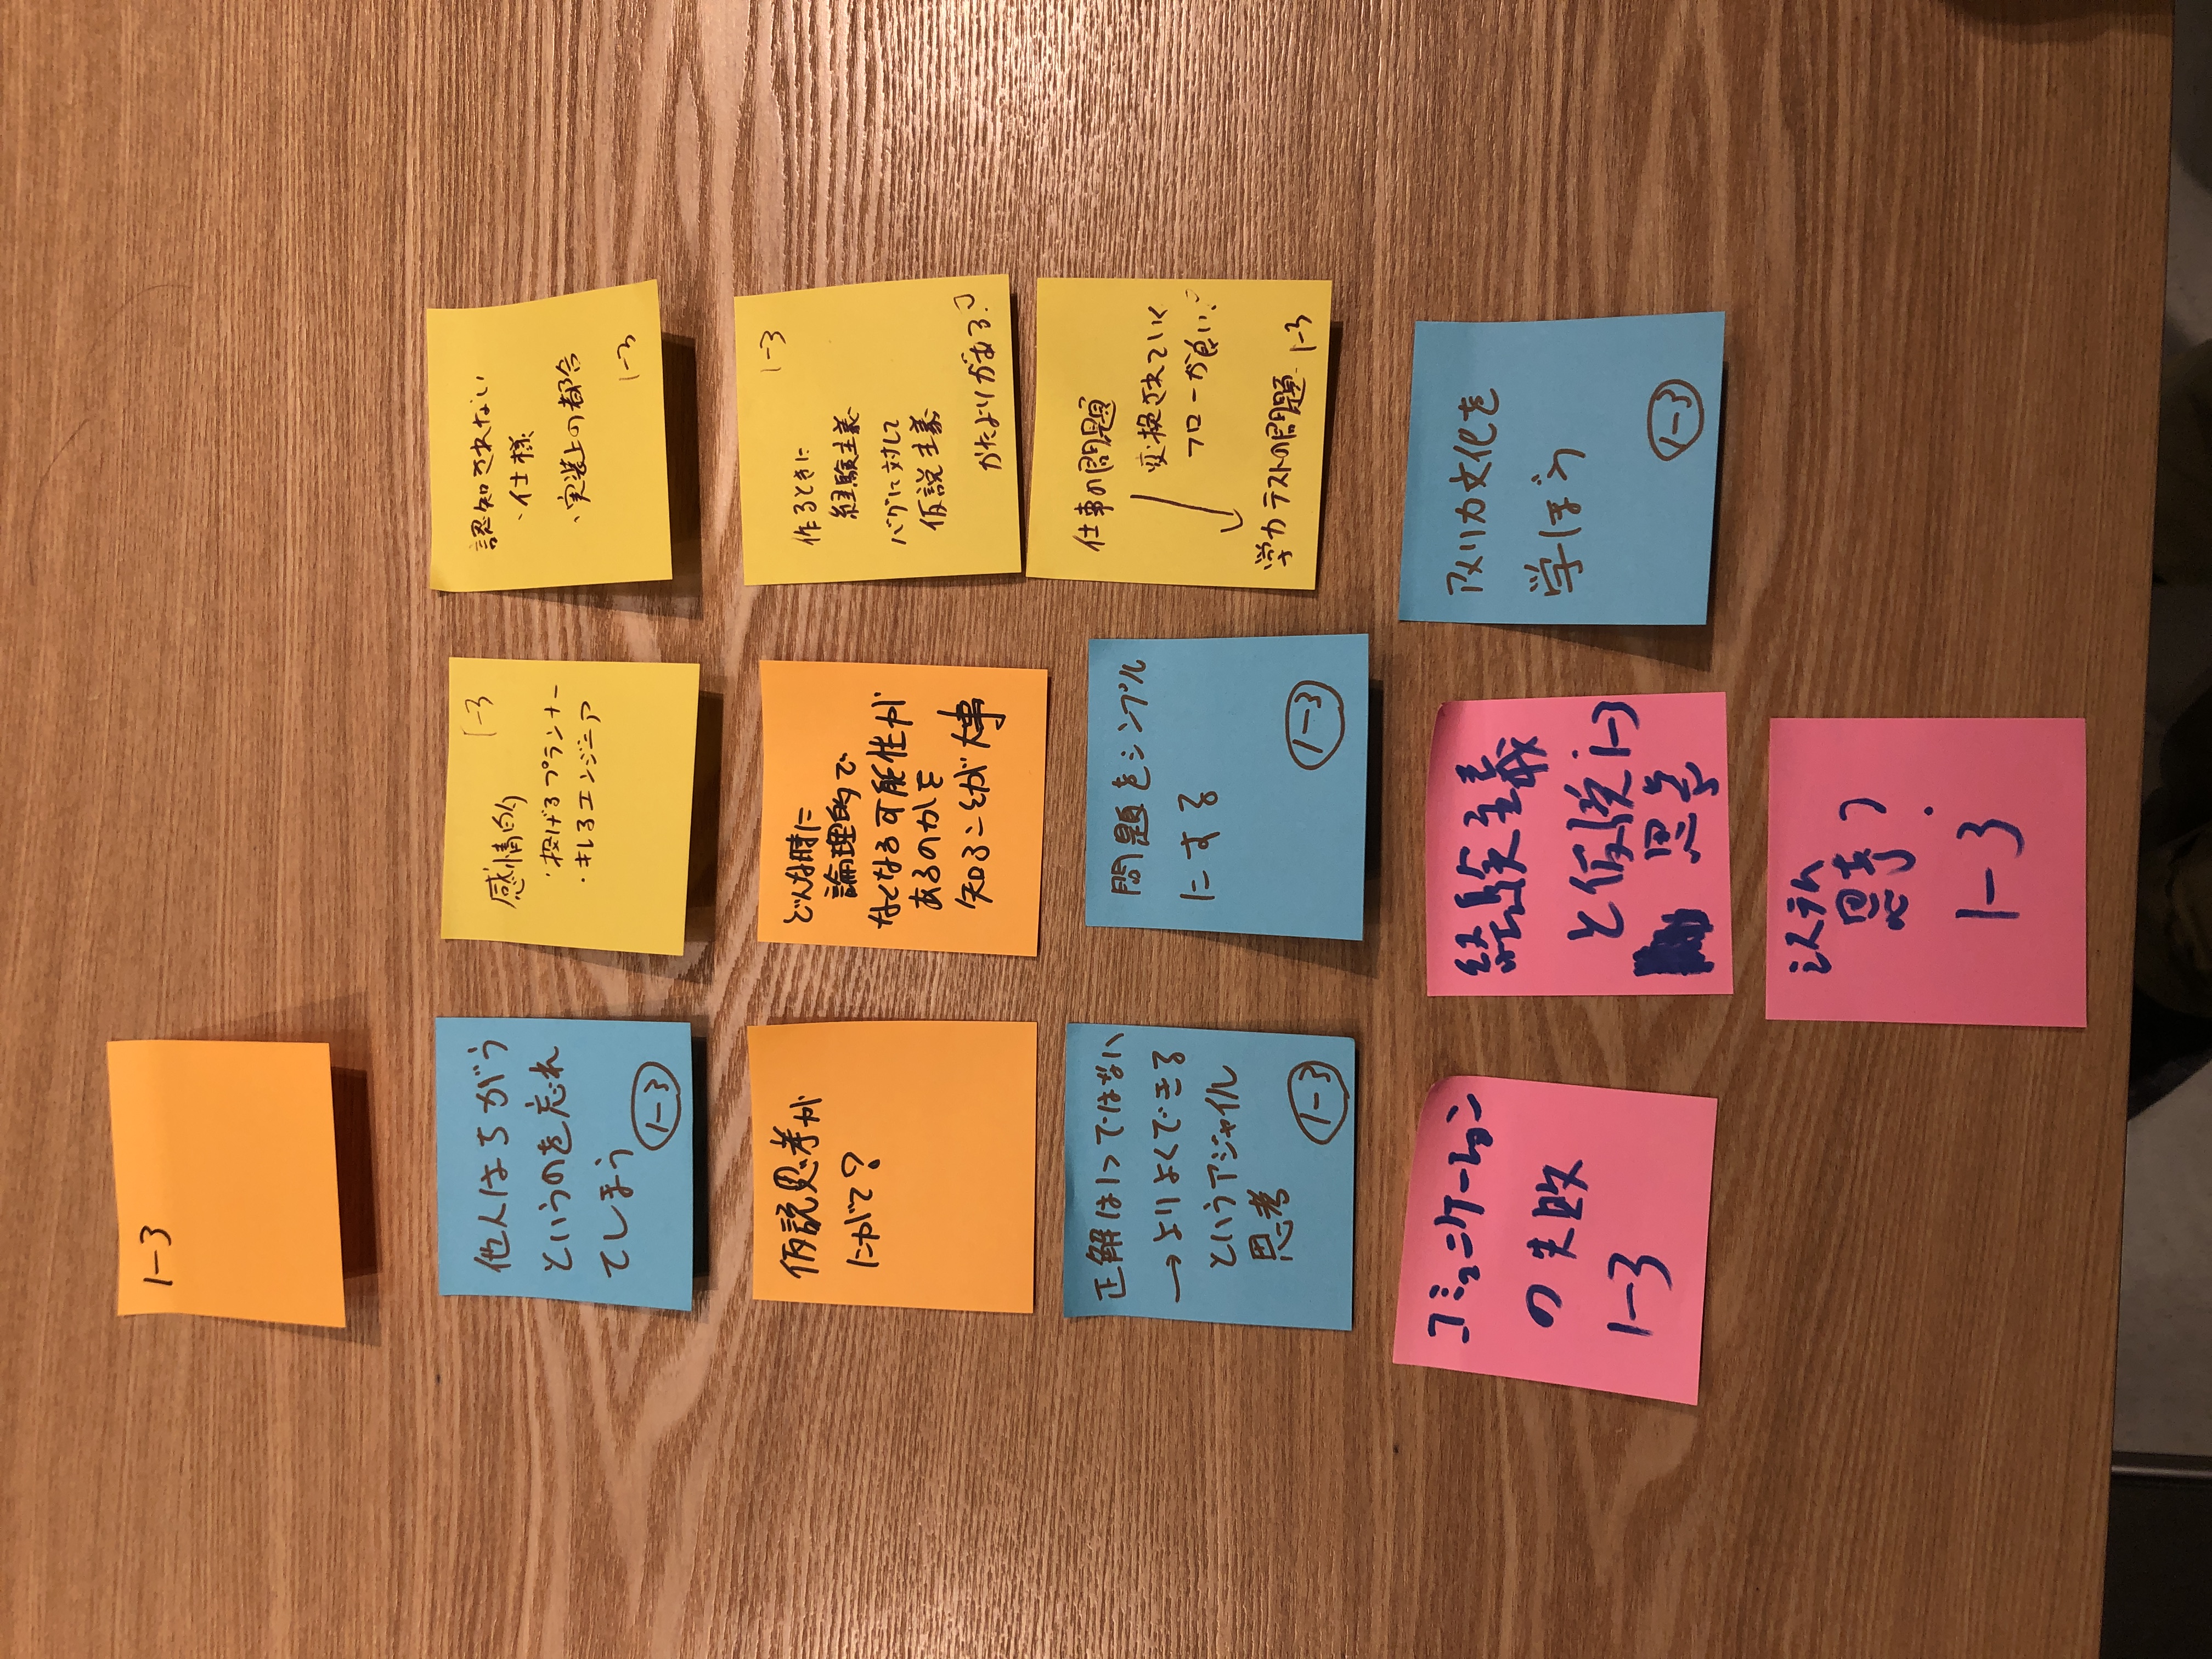 1-3
他人はちがう
というのを忘れ
てしまう
1-3
1-3
感情的
・投げるプランナー
・キレるエンジニア
認知されない
・仕様
・実装上の都合
1-3
仮説思考が
にがて?
どんな時に
論理的で
なくなる可能性が
あるのかを
知ることが大事
1-3
作るときに
経験主義
バグに対して
仮説主義
かたよりがある?
正解は1つではない
→よりよくできる
というアジャイル
思考
1-3
問題をシンプル
にする
1-3
仕事の問題
↓
変換されていく
フローが良い?
学力テストの問題
1-3
コミュニケーション
の失敗
1-3
経験主義
と仮説
1-3
思考
アメリカ文化を
学ぼう
1-3
システム
思考?
1-3